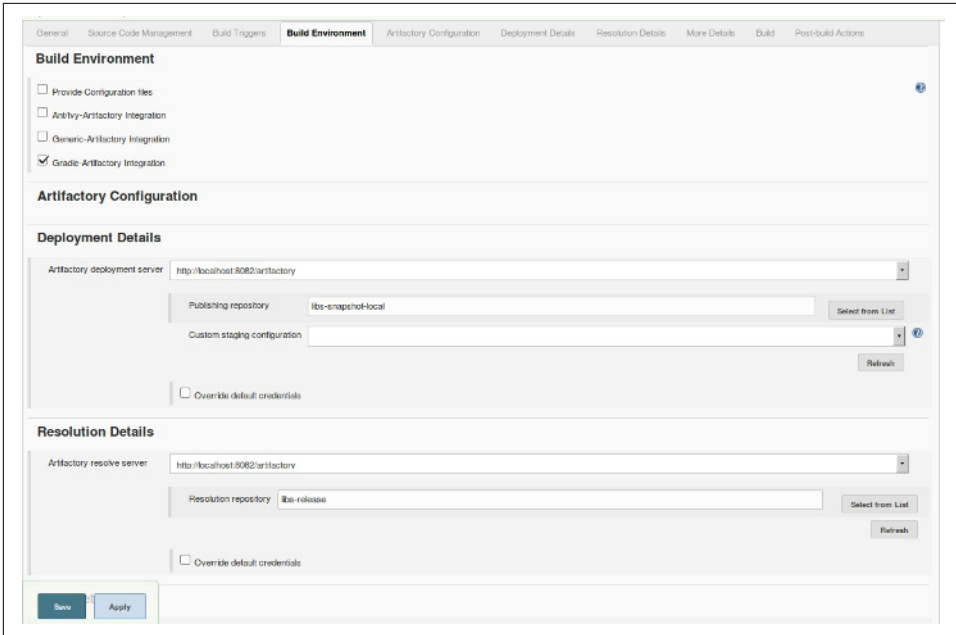 General Source Code Management Build Triggers Build Environment Artifactory Configuration Deployment Details Resolution Details More Details Build Post-build Actions
Build Environment
Provide Configuration files
Ant/Ivy-Artifactory Integration
Generic-Artifactory Integration
Gradle-Artifactory Integration
Artifactory Configuration
Deployment Details
Artifactory deployment server http://localhost:8082/artifactory
Publishing repository libs-snapshot-local Select from List
Custom staging configuration
Refresh
Override default credentials
Resolution Details
Artifactory resolve server http://localhost:8082/artifactory
Resolution repository libs-release Select from List
Refresh
Override default credentials
Save Apply